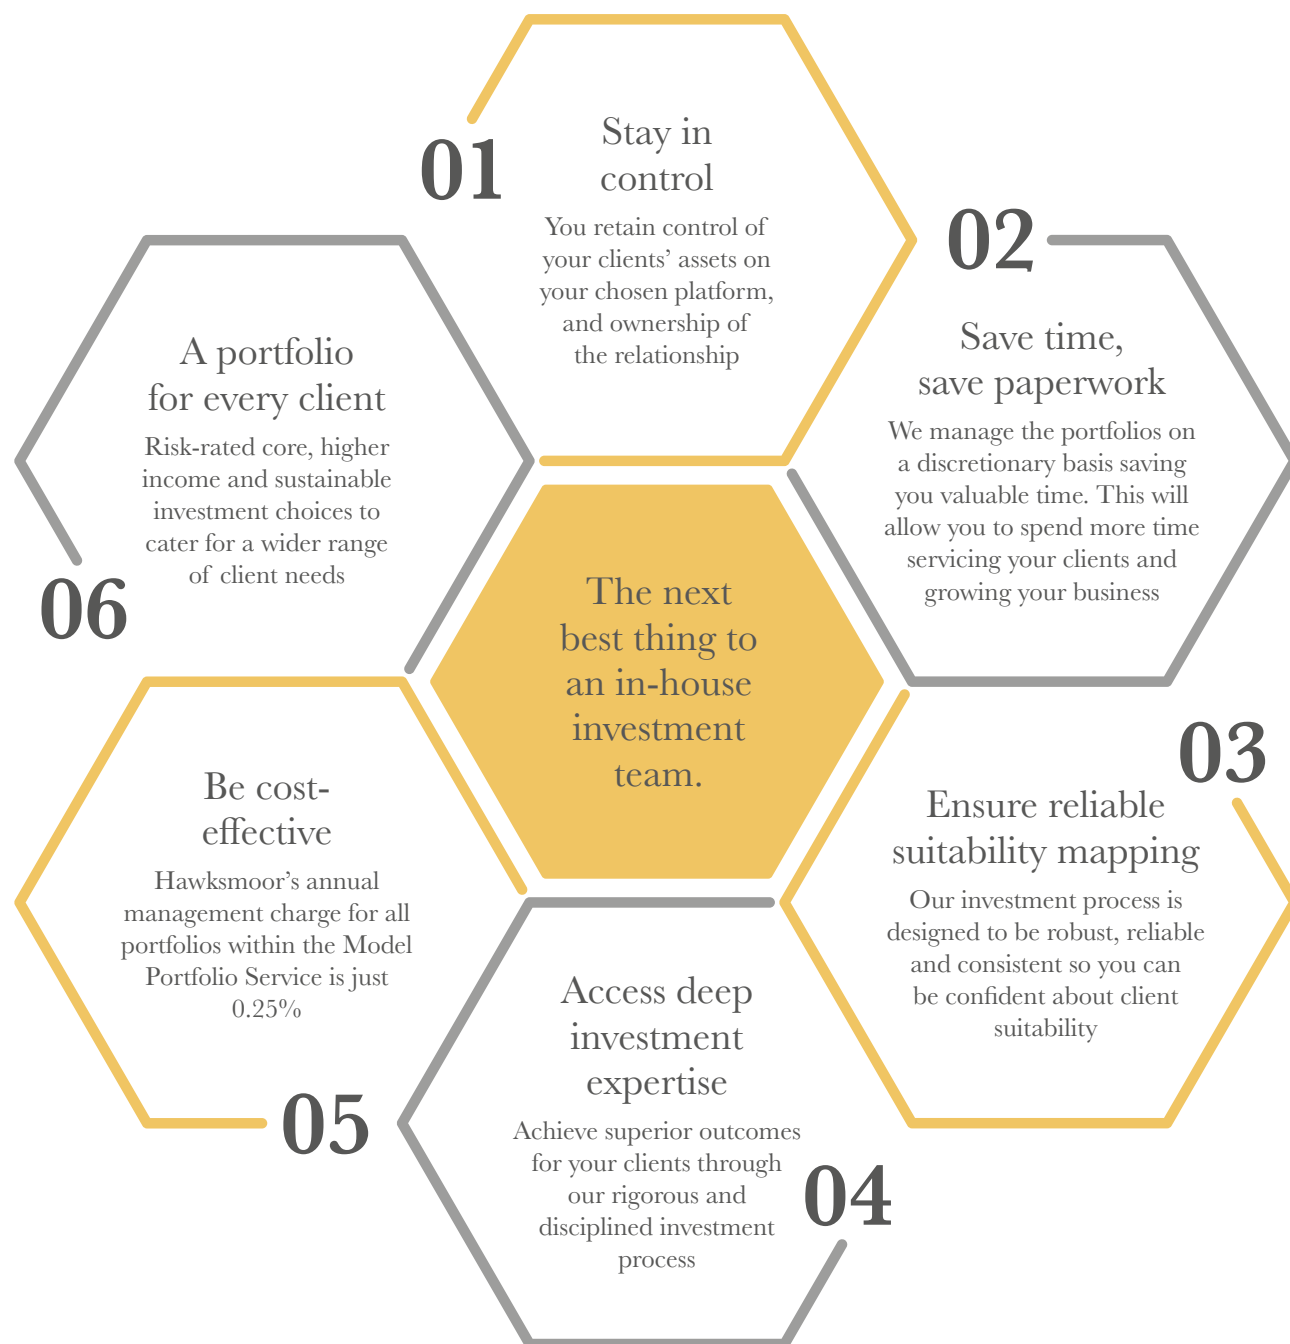 01
Stay in
control
You retain control of
your clients’ assets on
your chosen platform,
and ownership of
the relationship
02
Save time,
save paperwork
We manage the portfolios on
a discretionary basis saving
you valuable time. This will
allow you to spend more time
servicing your clients and
growing your business
03
Ensure reliable
suitability mapping
Our investment process is
designed to be robust, reliable
and consistent so you can
be confident about client
suitability
04
Access deep
investment
expertise
Achieve superior outcomes
for your clients through
our rigorous and
disciplined investment
process
05
Be cost-
effective
Hawksmoor’s annual
management charge for all
portfolios within the Model
Portfolio Service is just
0.25%
06
A portfolio
for every client
Risk-rated core, higher
income and sustainable
investment choices to
cater for a wider range
of client needs
The next
best thing to
an in-house
investment
team.